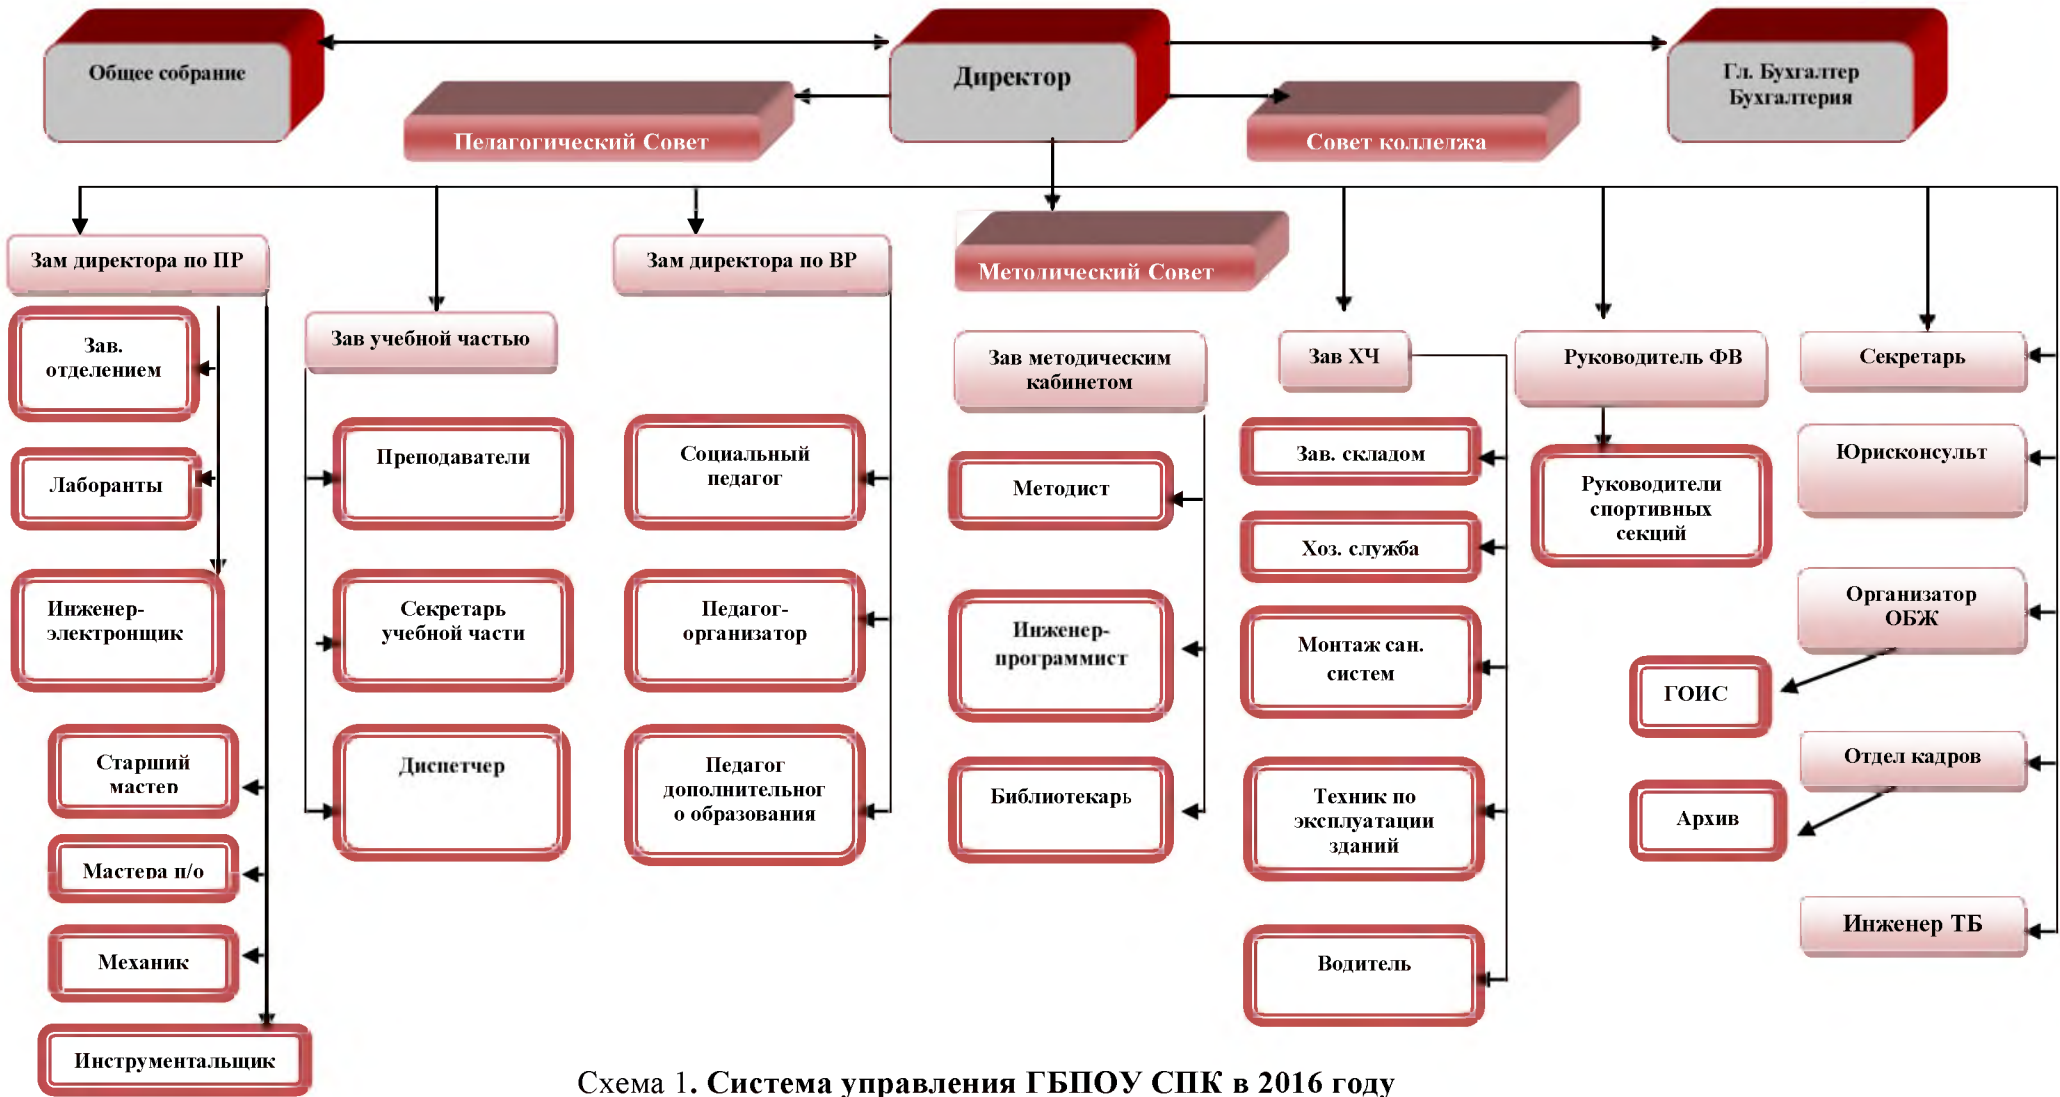 Общее собрание
Директор
Гл. Бухгалтер
Бухгалтерия
Педагогический Совет
Совет колледжа
Зам директора по ПР
Зам директора по ВР
Методический Совет
Зав учебной частью
Зав методическим
кабинетом
Зав ХЧ
Руководитель ФВ
Секретарь
Зав.
отделением
Лаборанты
Инженер-
электронщик
Старший
мастер
Мастера п/о
Механик
Инструментальщик
Преподаватели
Секретарь
учебной части
Диспетчер
Социальный
педагог
Педагог-
организатор
Педагог
дополнительног
о образования
Методист
Инженер-
программист
Библиотекарь
Зав. складом
Хоз. служба
Монтаж сан.
систем
Техник по
эксплуатации
зданий
Водитель
Руководители
спортивных
секций
Юрисконсульт
Организатор
ОБЖ
ГОИС
Отдел кадров
Архив
Инженер ТБ
Схема 1. Система управления ГБПОУ СПК в 2016 году